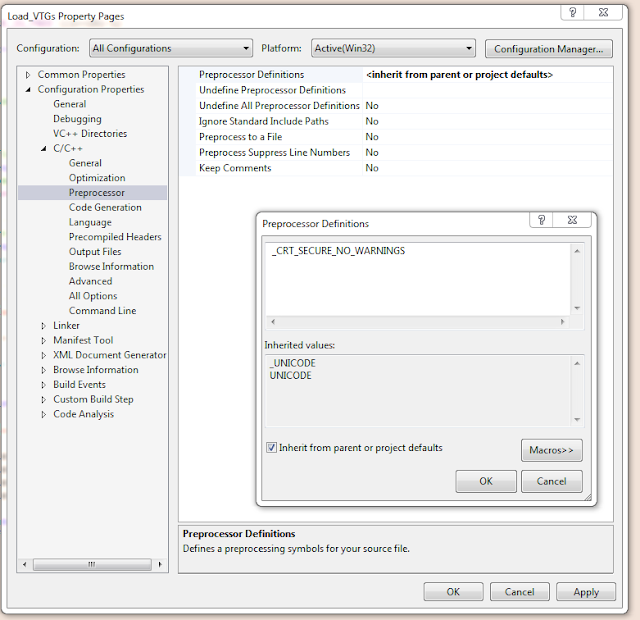 Load_VTGs Property Pages
Configuration: All Configurations Platform: Active(Win32) Configuration Manager...
Common Properties
Configuration Properties
General
Debugging
VC++ Directories
C/C++
General
Optimization
Preprocessor
Code Generation
Language
Precompiled Headers
Output Files
Browse Information
Advanced
All Options
Command Line
Linker
Manifest Tool
XML Document Generator
Browse Information
Build Events
Custom Build Step
Code Analysis
Preprocessor Definitions <inherit from parent or project defaults>
Undefine Preprocessor Definitions
Undefine All Preprocessor Definitions No
Ignore Standard Include Paths No
Preprocess to a File No
Preprocess Suppress Line Numbers No
Keep Comments No
Preprocessor Definitions
_CRT_SECURE_NO_WARNINGS
Inherited values:
_UNICODE
UNICODE
Inherit from parent or project defaults
Macros>>
OK Cancel
Preprocessor Definitions
Defines a preprocessing symbols for your source file.
OK Cancel Apply